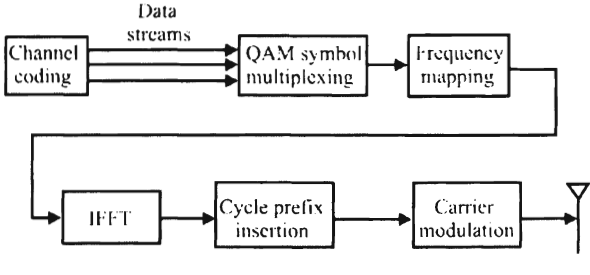 Data
streams
Channel
coding
QAM symbol
multiplexing
Frequency
mapping
IFFT
Cycle prefix
insertion
Carrier
modulation